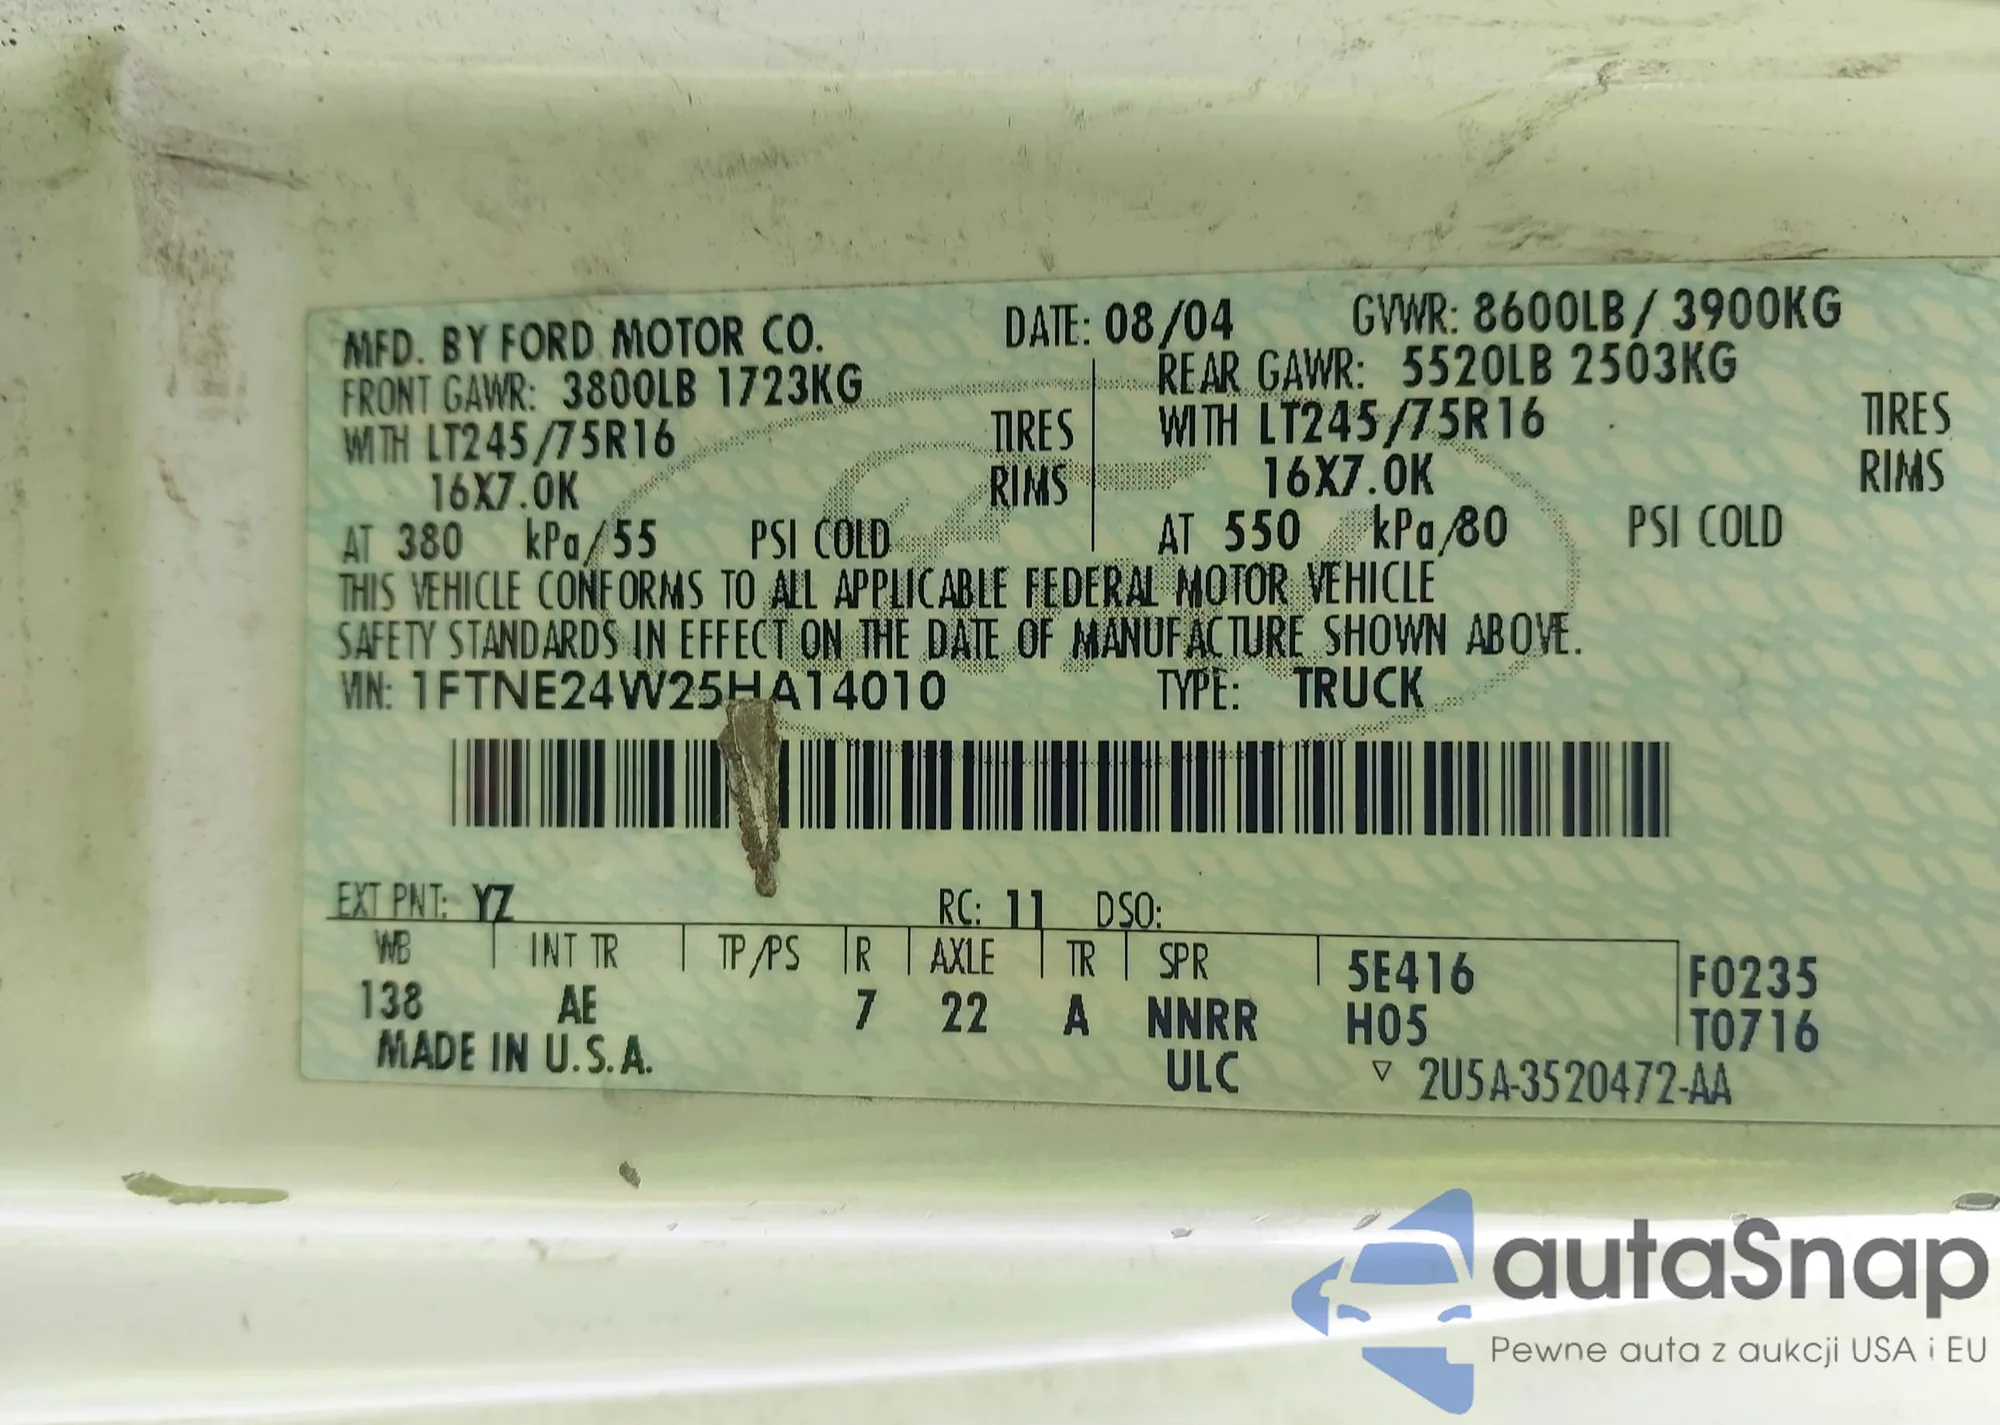 MFD. BY FORD MOTOR CO. DATE: 08/04 GVWR: 8600LB / 3900KG
FRONT GAWR: 3800LB 1723KG REAR GAWR: 5520LB 2503KG
WITH LT245/75R16 TIRES WITH LT245/75R16 TIRES
16X7.0K RIMS 16X7.0K RIMS
AT 380 kPa/55 PSI COLD AT 550 kPa/80 PSI COLD
THIS VEHICLE CONFORMS TO ALL APPLICABLE FEDERAL MOTOR VEHICLE
SAFETY STANDARDS IN EFFECT ON THE DATE OF MANUFACTURE SHOWN ABOVE.
VIN: 1FTNE24W25HA14010 TYPE: TRUCK
EXT PNT: YZ RC: 11 DSO:
WB INT TR TP/PS R AXLE TR SPR 5E416 F0235
138 AE 7 22 A NNRR H05 T0716
MADE IN U.S.A. ULC ▽ 2U5A-3520472-AA
autaSnap
Pewne auta z aukcji USA i EU